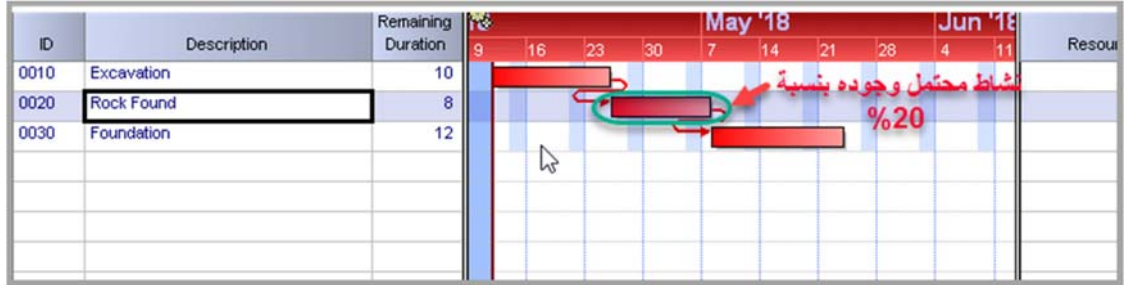 ID Description Remaining Duration May '18 Jun '18 Resour
9 16 23 30 7 14 21 28 4 11
0010 Excavation 10
0020 Rock Found 8
0030 Foundation 12
نشاط محتمل وجوده بنسبة
%20